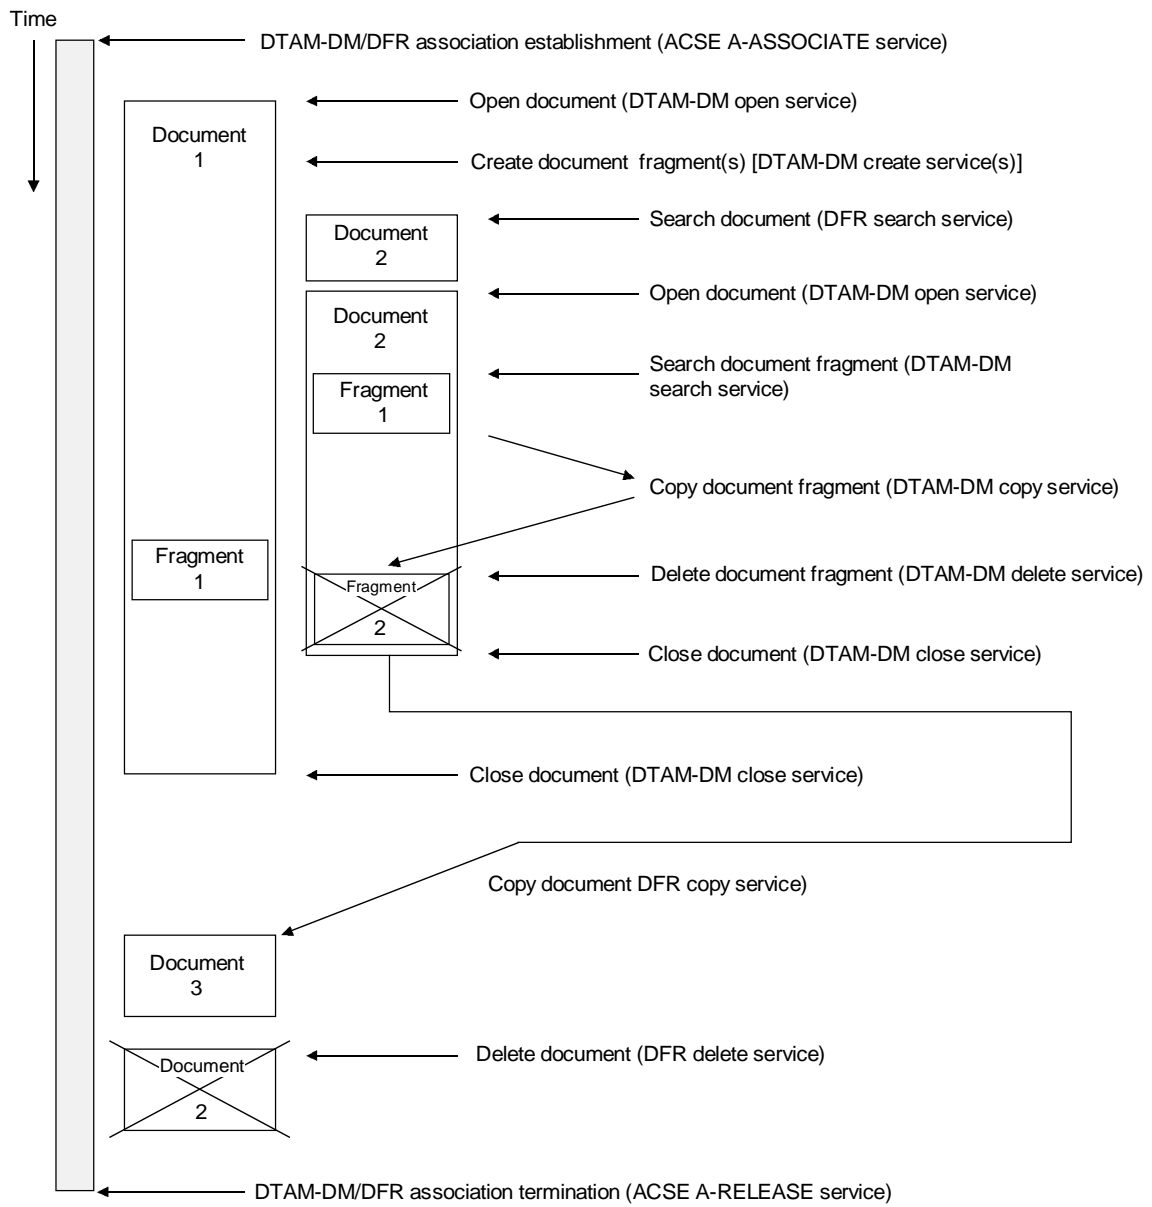 Time
DTAM-DM/DFR association establishment (ACSE A-ASSOCIATE service)
Open document (DTAM-DM open service)
Document
1
Create document fragment(s) [DTAM-DM create service(s)]
Search document (DFR search service)
Document
2
Open document (DTAM-DM open service)
Document
2
Search document fragment (DTAM-DM
search service)
Fragment
1
Copy document fragment (DTAM-DM copy service)
Fragment
1
Delete document fragment (DTAM-DM delete service)
Fragment
2
Close document (DTAM-DM close service)
Close document (DTAM-DM close service)
Copy document DFR copy service)
Document
3
Delete document (DFR delete service)
Document
2
DTAM-DM/DFR association termination (ACSE A-RELEASE service)